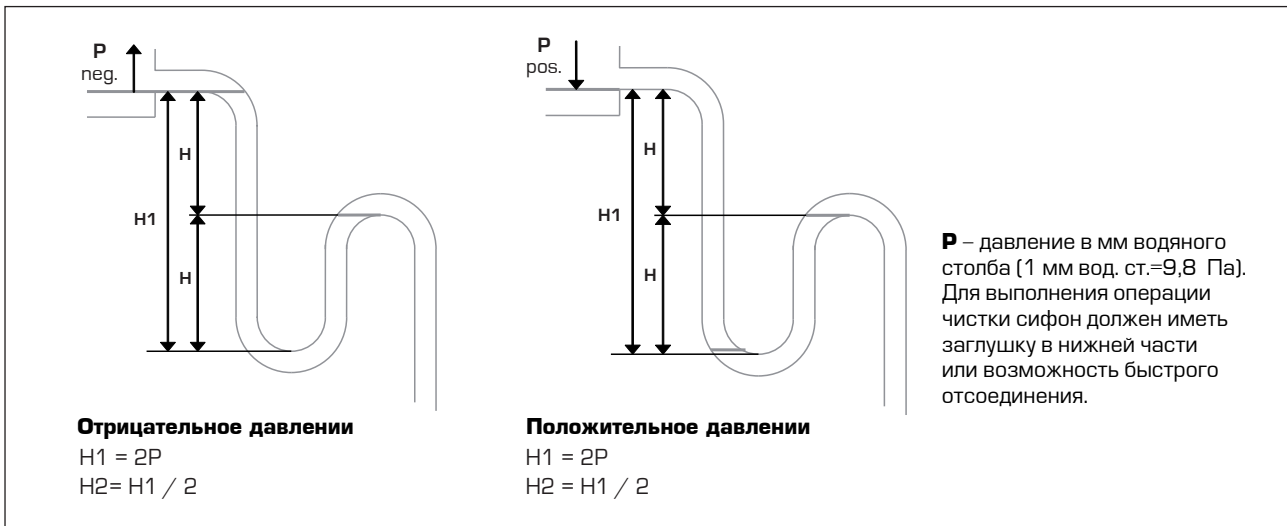 P
neg.
H
H1
H
P
pos.
H
H1
H
P – давление в мм водяного
столба (1 мм вод. ст.=9,8 Па).
Для выполнения операции
чистки сифон должен иметь
заглушку в нижней части
или возможность быстрого
отсоединения.
Отрицательное давлении
H1 = 2P
H2= H1 / 2
Положительное давлении
H1 = 2P
H2 = H1 / 2